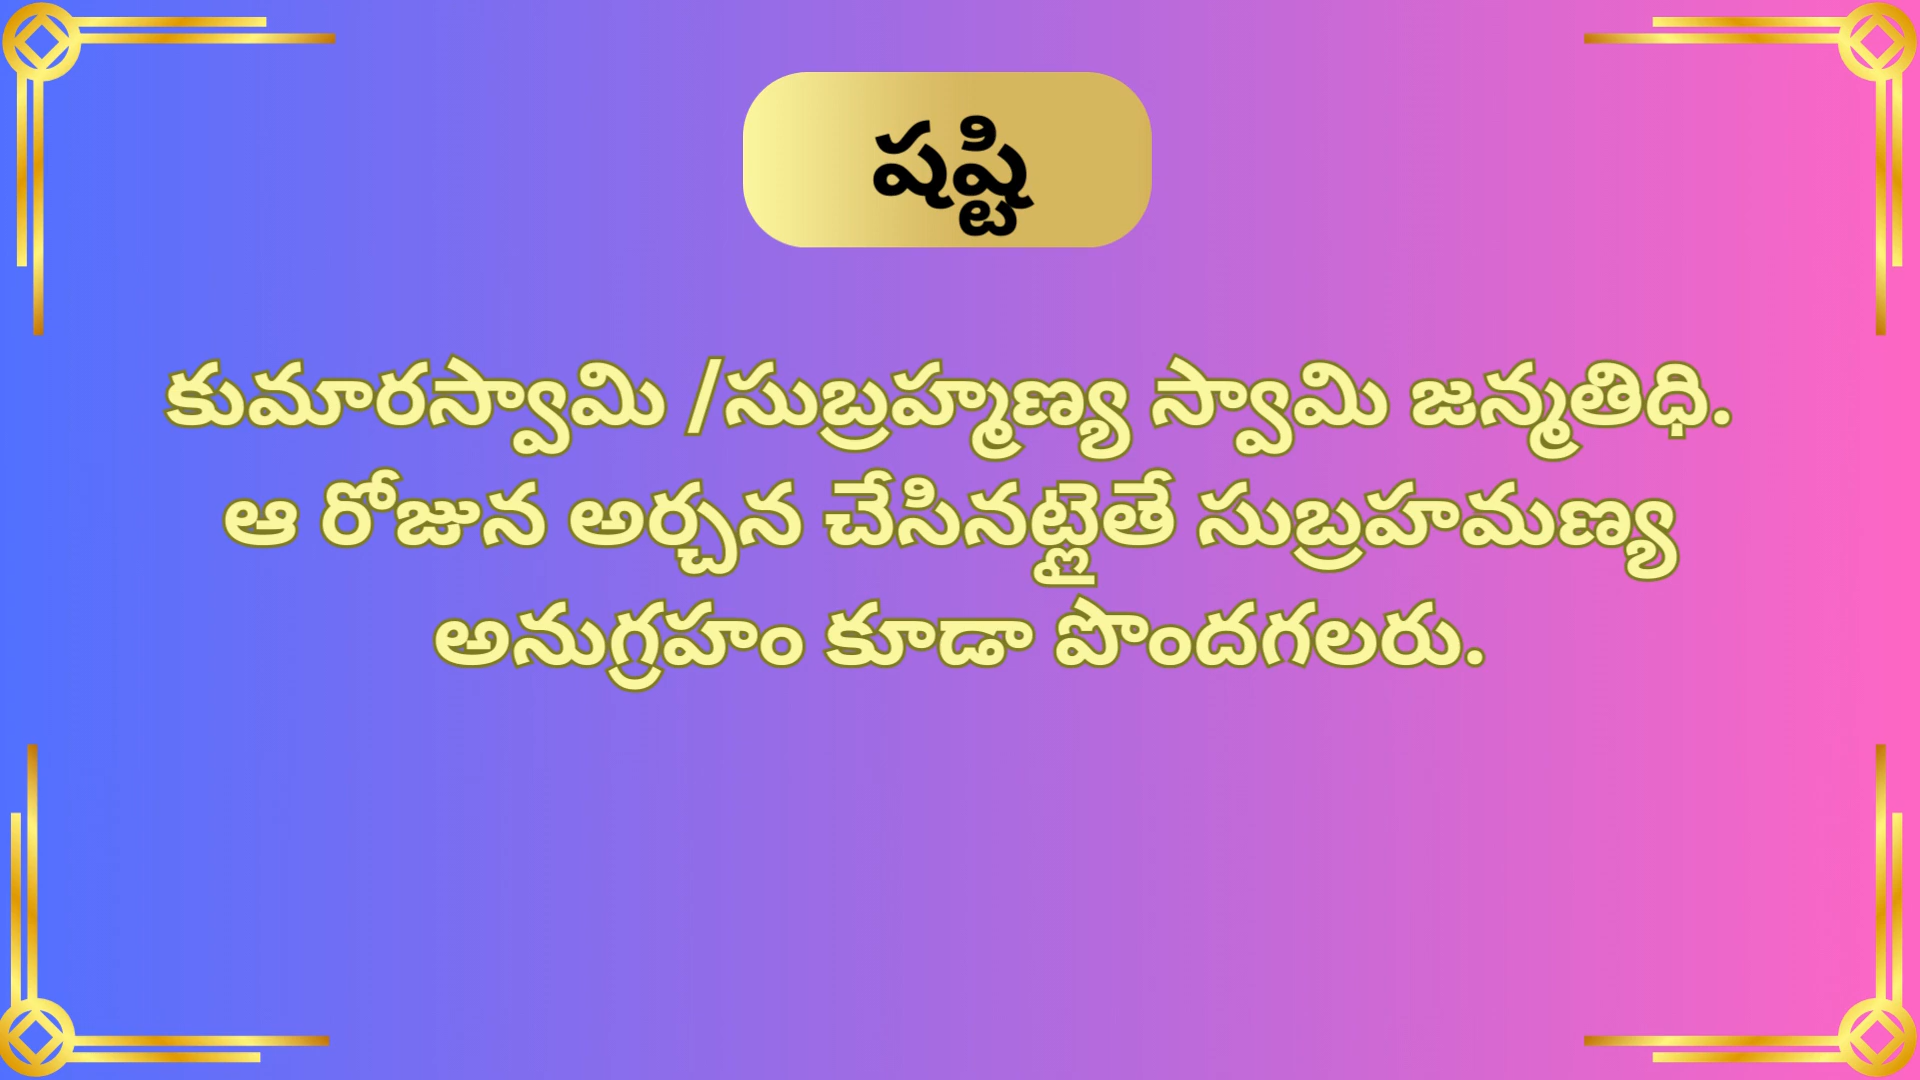 షష్టి
కుమారస్వామి /సుబ్రహ్మణ్య స్వామి జన్మతిధి.
ఆ రోజున అర్చన చేసినట్లైతే సుబ్రహమణ్య
అనుగ్రహం కూడా పొందగలరు.